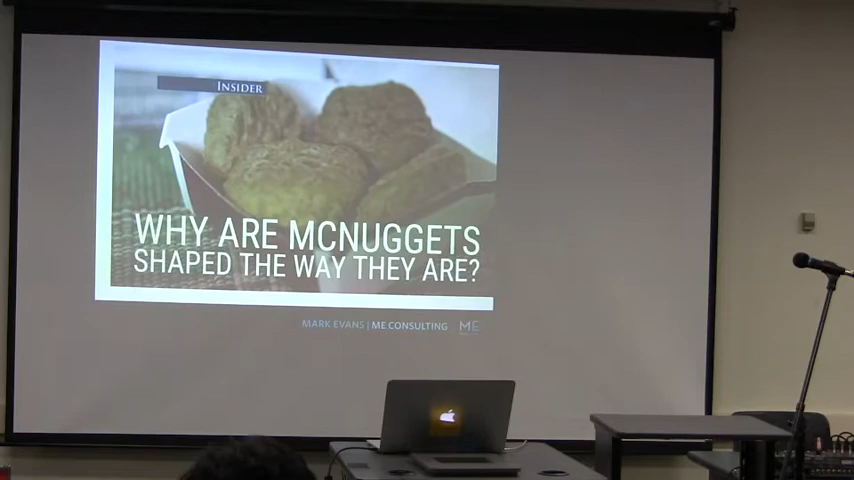 INSIDER
WHY ARE MCNUGGETS
SHAPED THE WAY THEY ARE?
MARK EVANS | ME CONSULTING ME